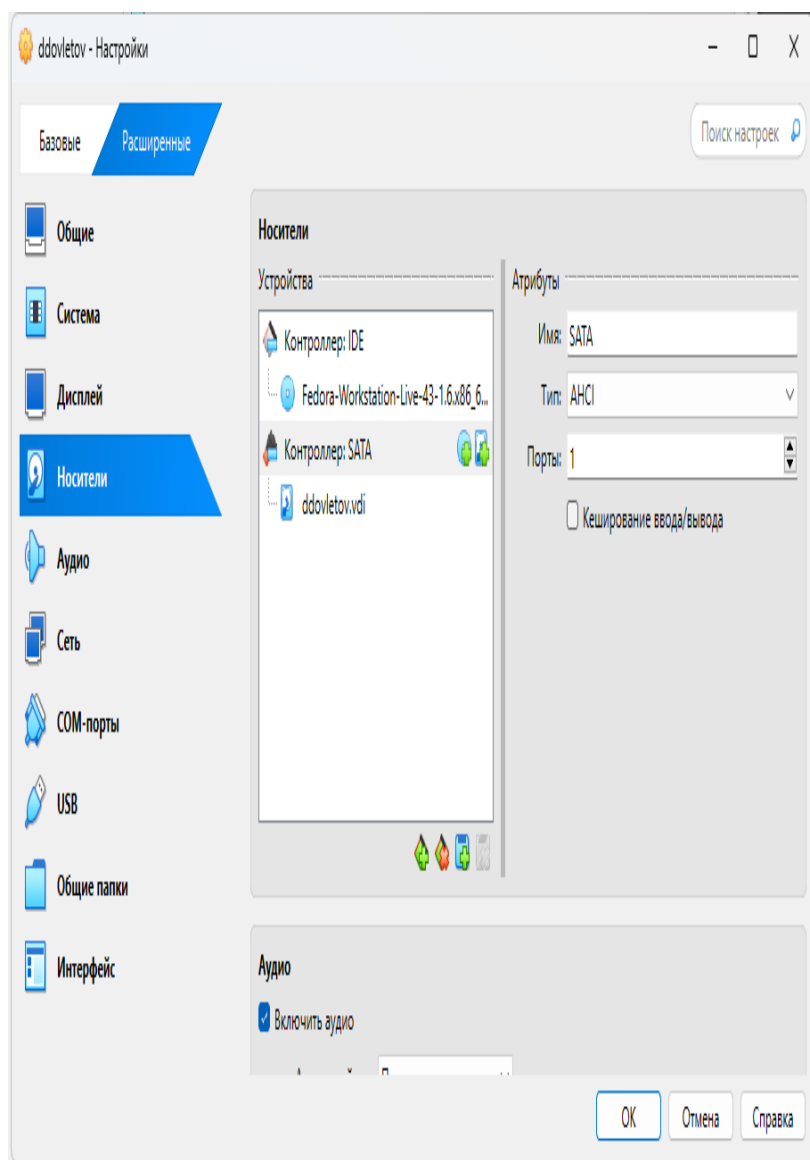 ddovletov - Настройки
Базовые
Расширенные
Поиск настроек
Общие
Система
Дисплей
Носители
Аудио
Сеть
COM-порты
USB
Общие папки
Интерфейс
Носители
Устройства
Контроллер: IDE
Fedora-Workstation-Live-43-1.6.x86_6...
Контроллер: SATA
ddovletov.vdi
Атрибуты
Имя: SATA
Тип: AHCI
Порты: 1
Кеширование ввода/вывода
Аудио
Включить аудио
OK
Отмена
Справка